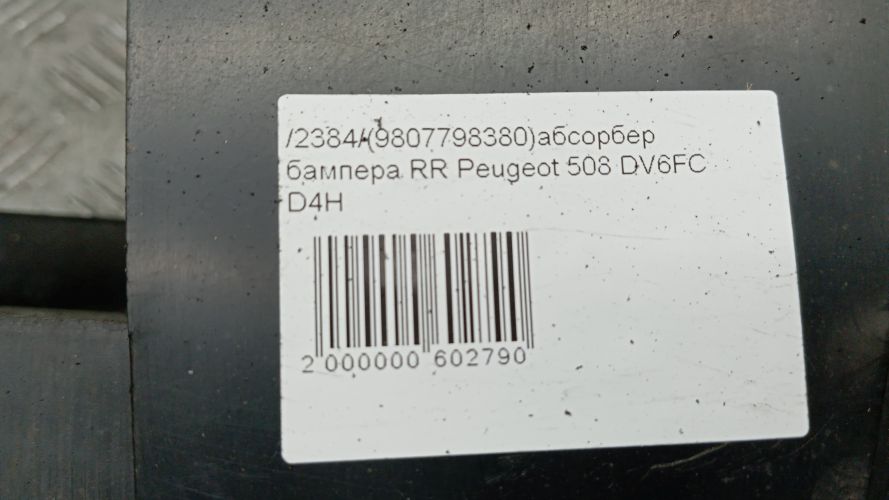 /2384/(9807798380)абсорбер
бампера RR Peugeot 508 DV6FC
D4H
2 000000 602790